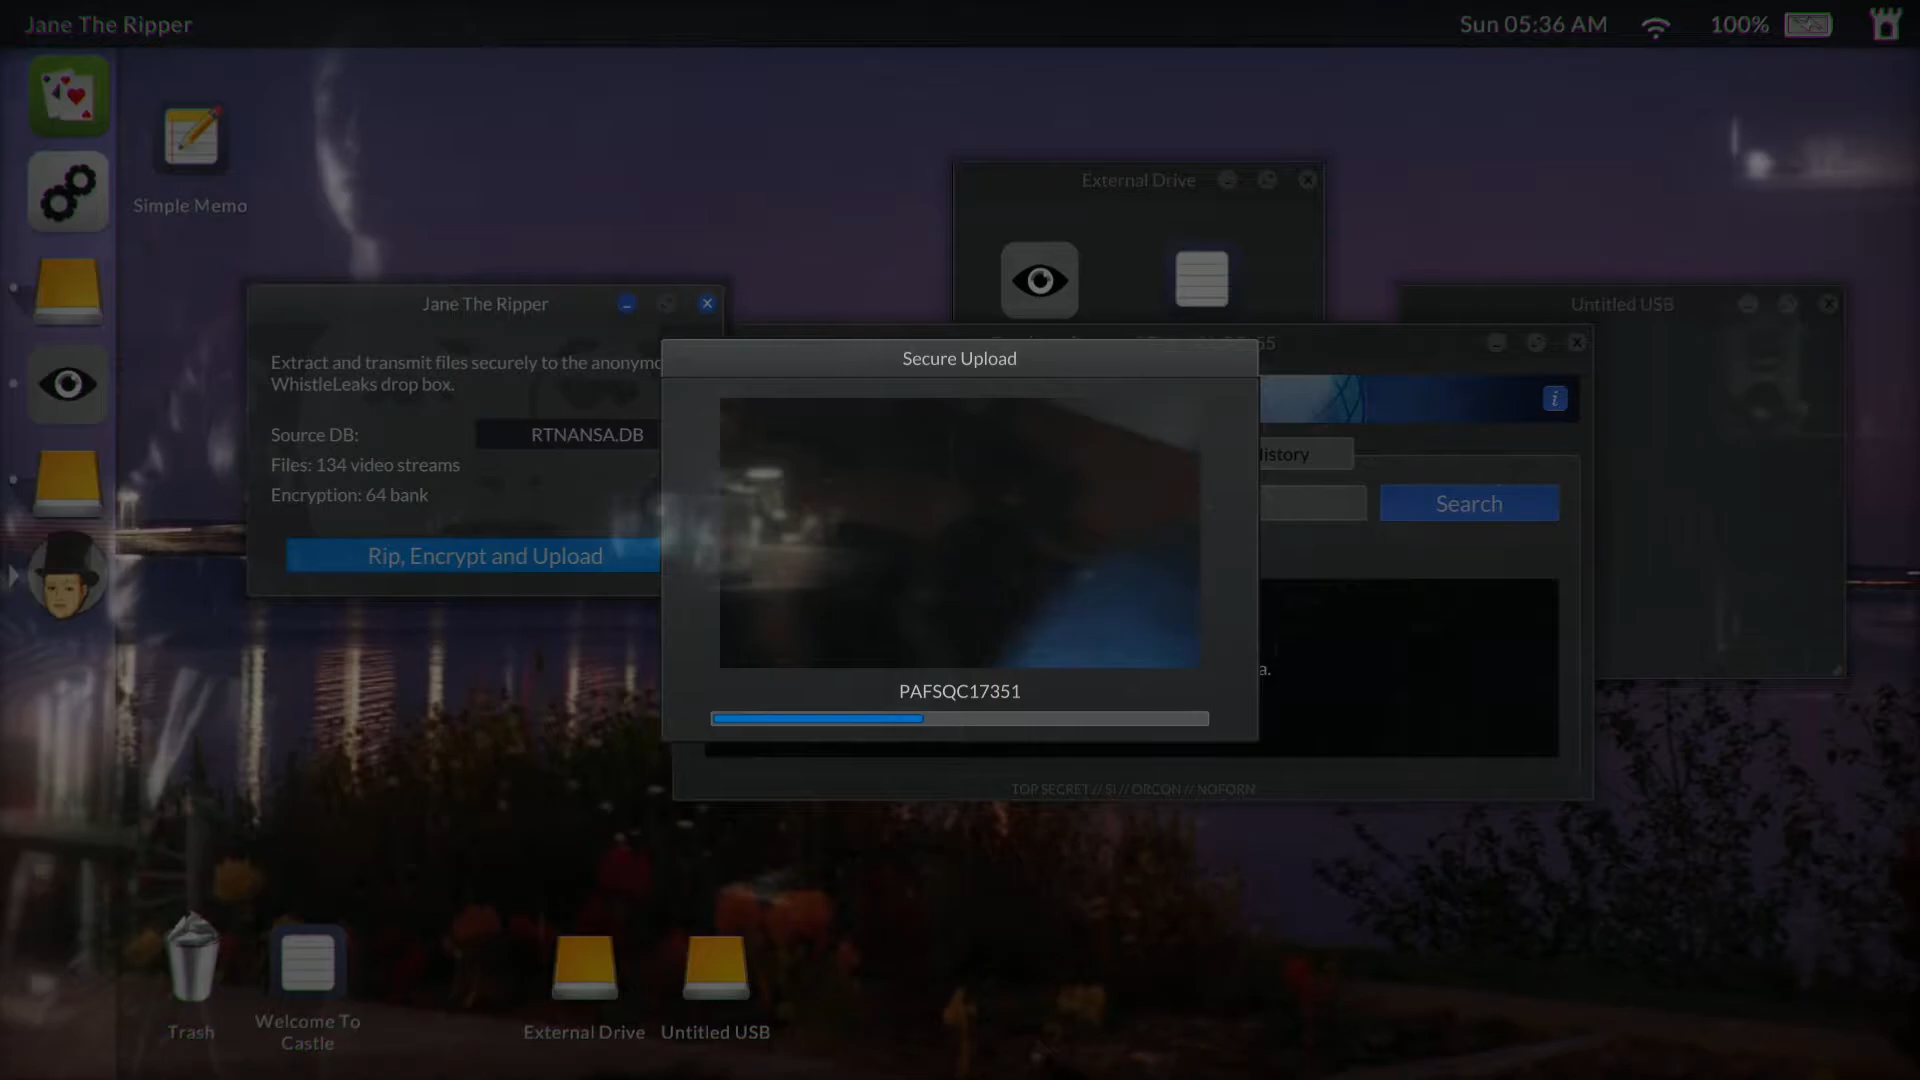 Jane The Ripper
Sun 05:36 AM
100%
Simple Memo
External Drive
Jane The Ripper
Untitled USB
Extract and transmit files securely to the anonymo
WhistleLeaks drop box.
Source DB:
RTNANSA.DB
Files: 134 video streams
Encryption: 64 bank
Rip, Encrypt and Upload
Secure Upload
PAFSQC17351
55
i
istory
Search
a.
TOP SECRET // SI // ORCON // NOFORN
Trash
Welcome To
Castle
External Drive
Untitled USB